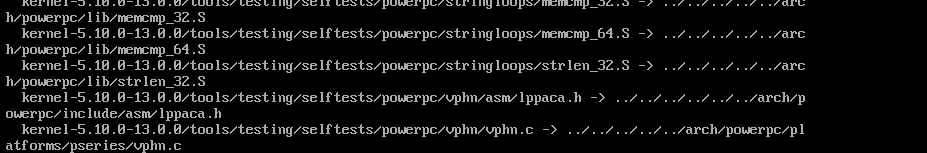 kernel-5.10.0-13.0.0/tools/testing/selftests/powerpc/stringloops/memcmp_32.S -> ../../../../../arc
h/powerpc/lib/memcmp_32.S
kernel-5.10.0-13.0.0/tools/testing/selftests/powerpc/stringloops/memcmp_64.S -> ../../../../../arc
h/powerpc/lib/memcmp_64.S
kernel-5.10.0-13.0.0/tools/testing/selftests/powerpc/stringloops/strlen_32.S -> ../../../../../arc
h/powerpc/lib/strlen_32.S
kernel-5.10.0-13.0.0/tools/testing/selftests/powerpc/vphn/asm/lppaca.h -> ../../../../../../arch/p
owerpc/include/asm/lppaca.h
kernel-5.10.0-13.0.0/tools/testing/selftests/powerpc/vphn/vphn.c -> ../../../../../arch/powerpc/pl
atforms/pseries/vphn.c